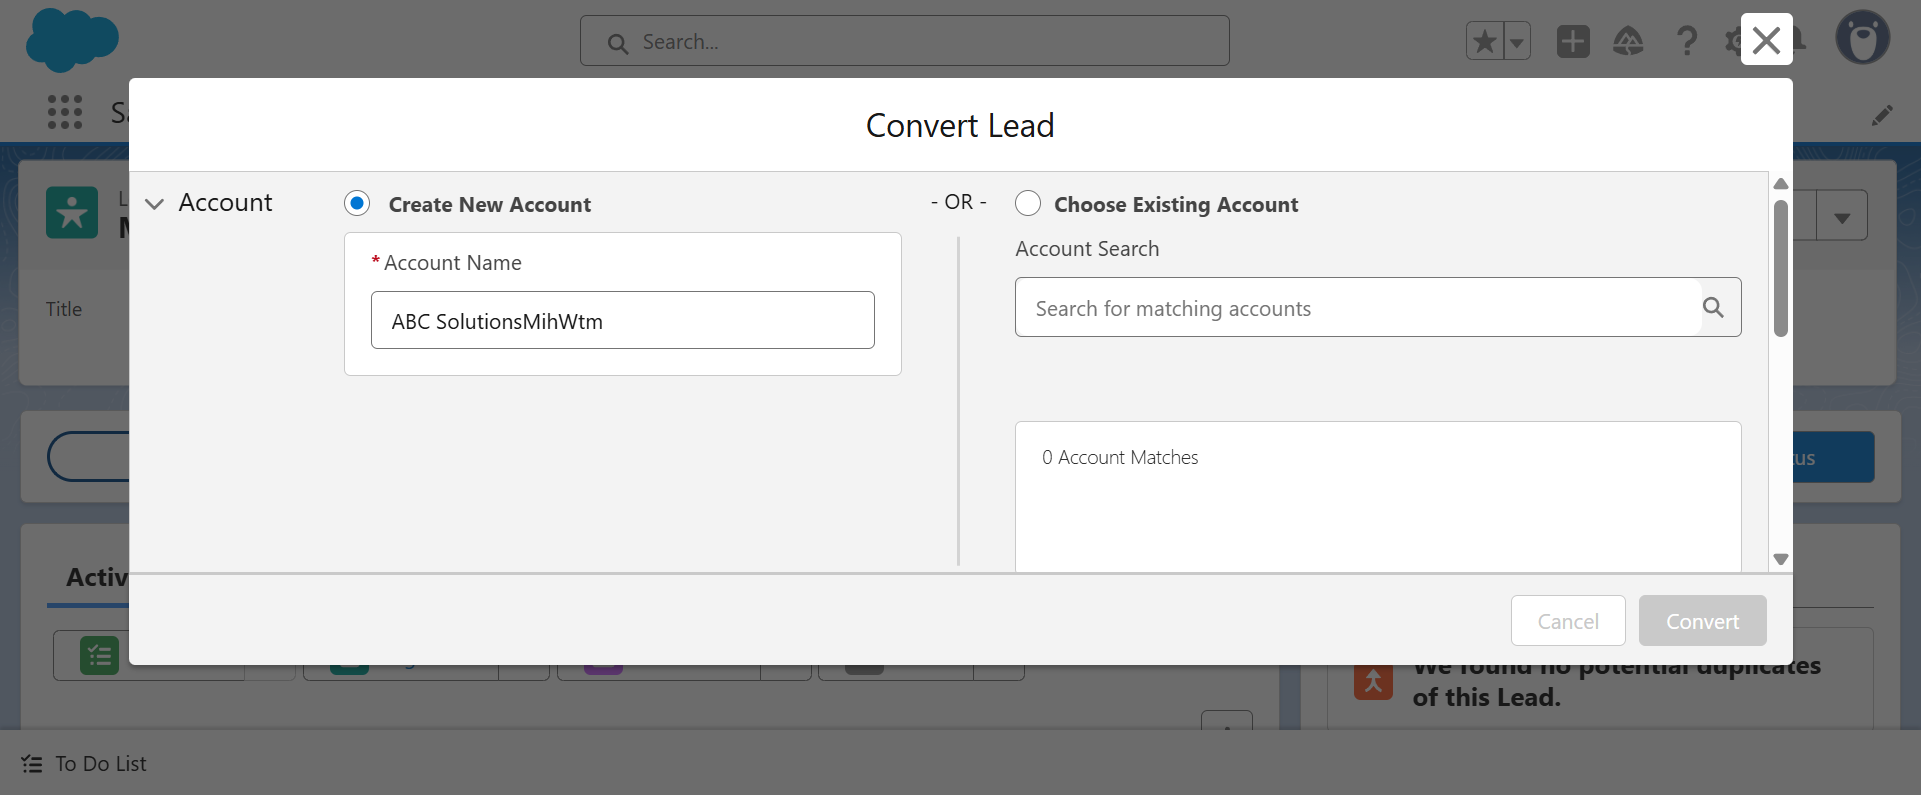 Search...
Convert Lead
Account
Create New Account
- OR -
Choose Existing Account
*Account Name
ABC SolutionsMihWtm
Account Search
Search for matching accounts
0 Account Matches
Title
Activ
Cancel
Convert
We found no potential duplicates
of this Lead.
To Do List